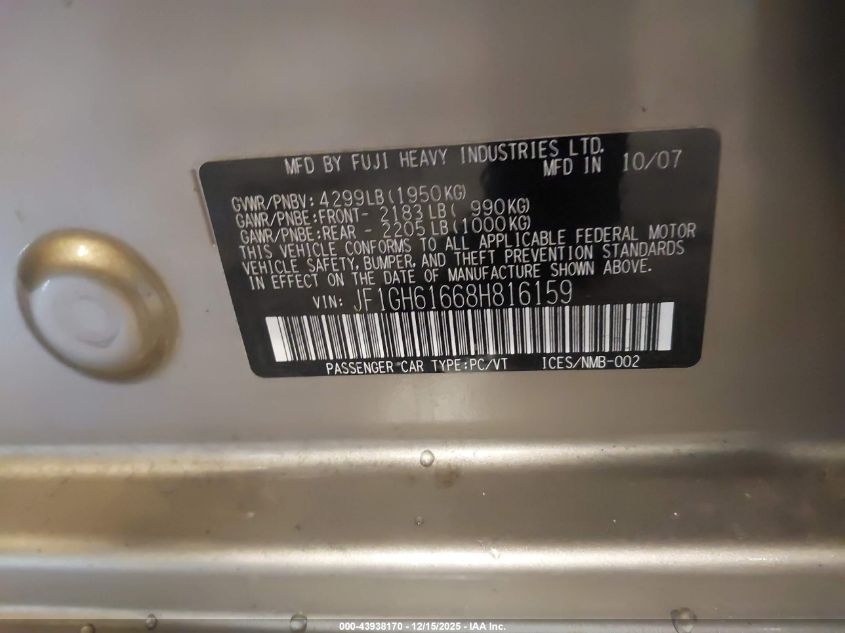 MFD BY FUJI HEAVY INDUSTRIES LTD.
MFD IN 10/07
GVWR/PNBV: 4299LB(1950KG)
GAWR/PNBE:FRONT- 2183LB( 990KG)
GAWR/PNBE:REAR - 2205LB(1000KG)
THIS VEHICLE CONFORMS TO ALL APPLICABLE FEDERAL MOTOR
VEHICLE SAFETY, BUMPER, AND THEFT PREVENTION STANDARDS
IN EFFECT ON THE DATE OF MANUFACTURE SHOWN ABOVE.
VIN: JF1GH61668H816159
PASSENGER CAR TYPE:PC/VT ICES/NMB-002
000-43938170 - 12/15/2025 - IAA Inc.